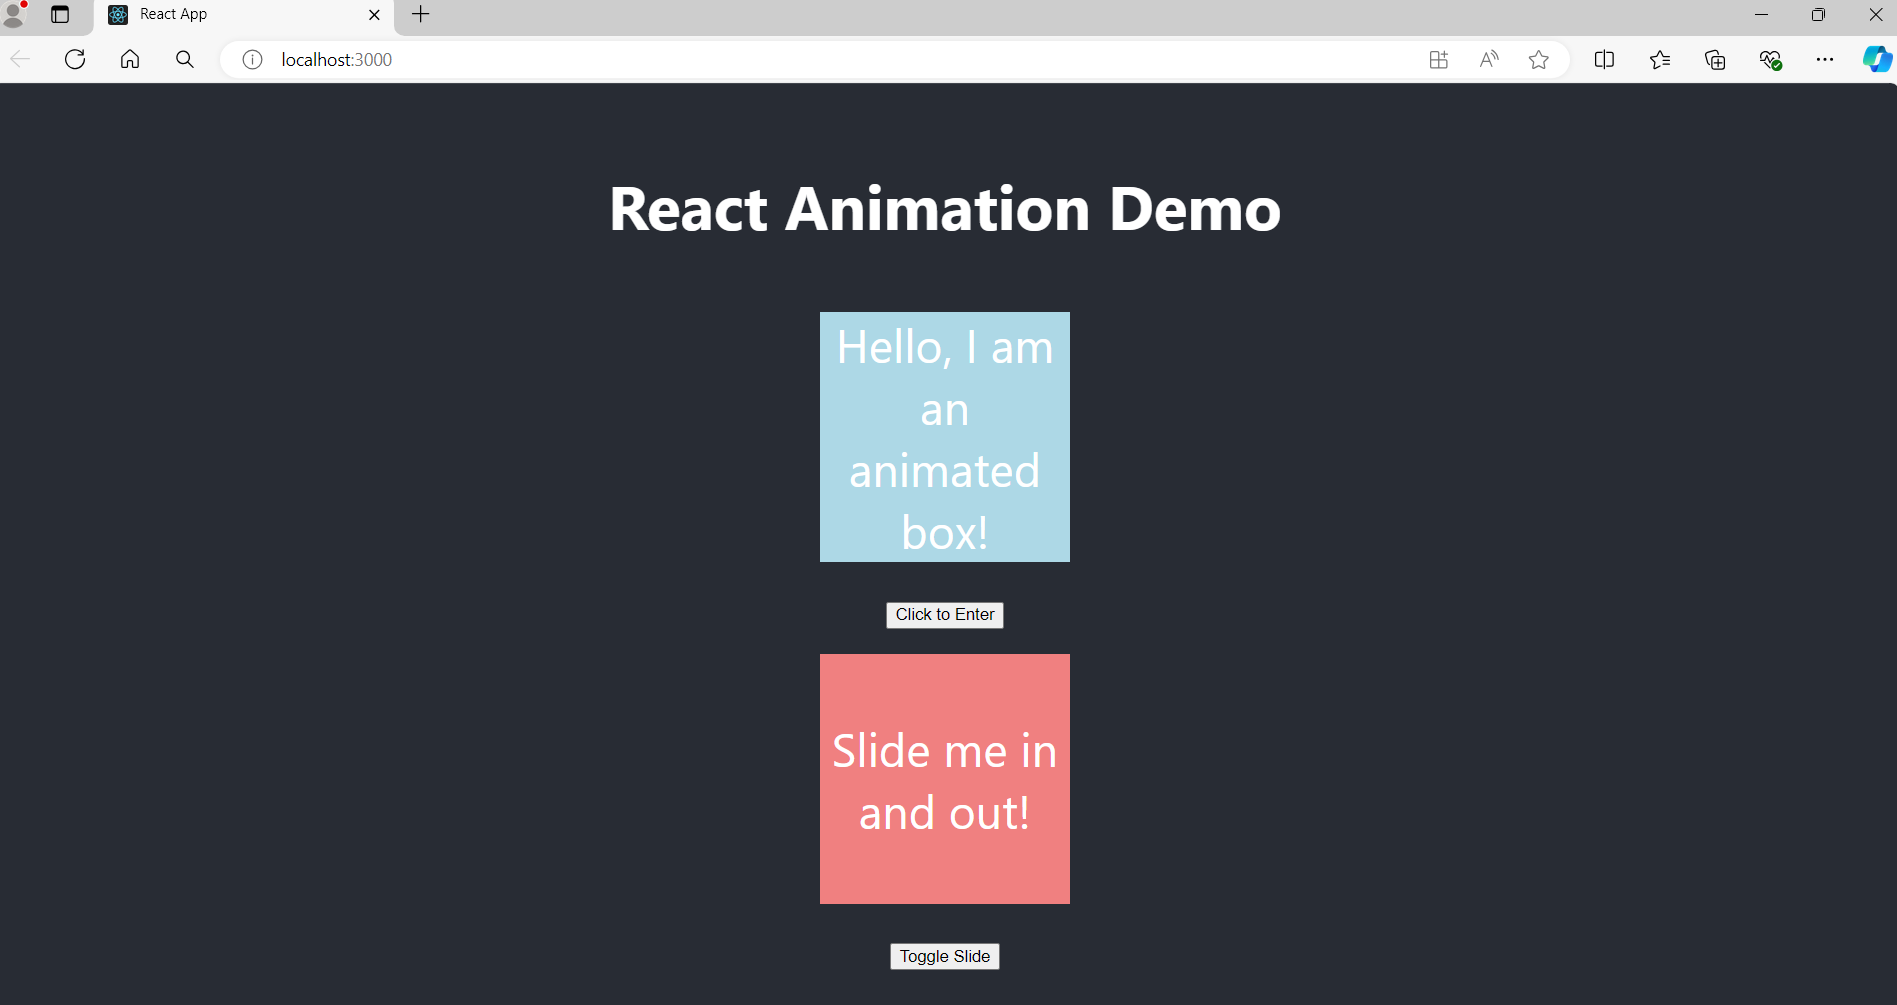 React App
localhost:3000
React Animation Demo
Hello, I am
an
animated
box!
Click to Enter
Slide me in
and out!
Toggle Slide